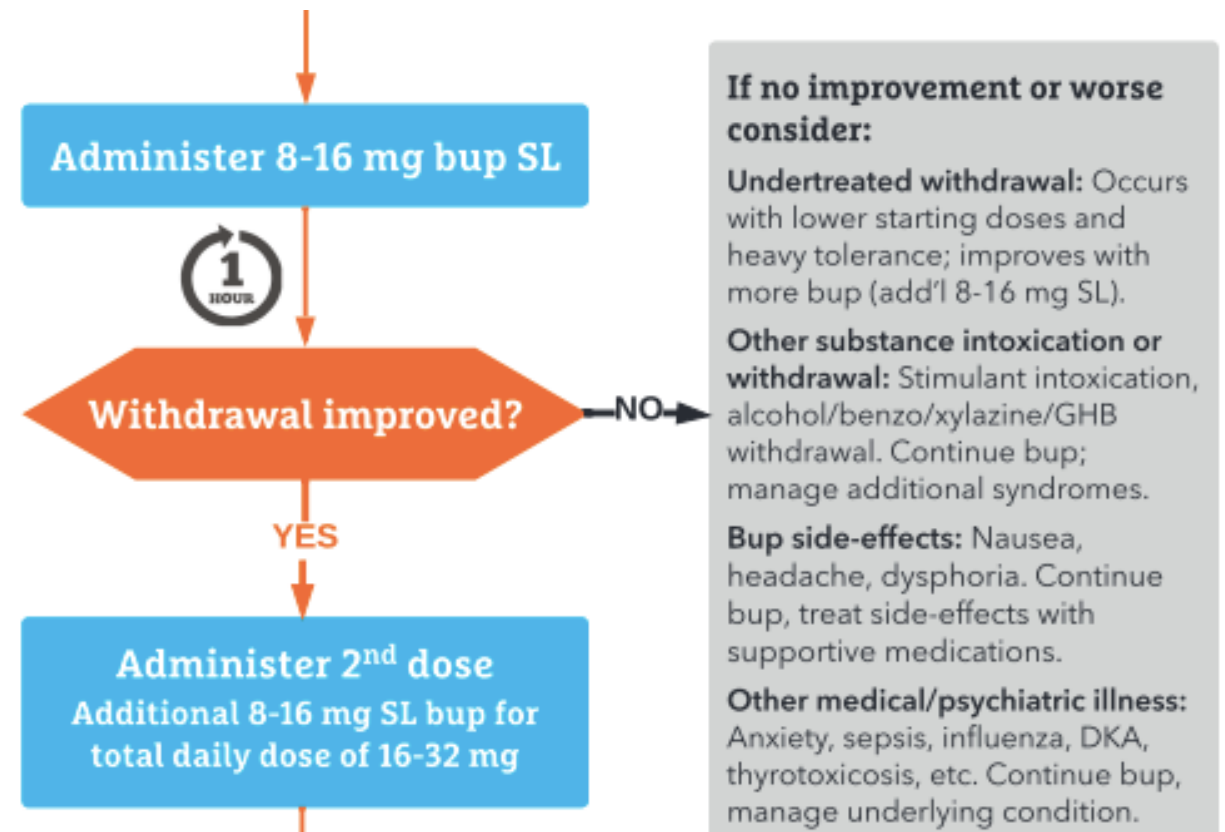 Administer 8-16 mg bup SL
1
HOUR
Withdrawal improved?
NO
YES
Administer 2nd dose
Additional 8-16 mg SL bup for
total daily dose of 16-32 mg
If no improvement or worse
consider:
Undertreated withdrawal: Occurs
with lower starting doses and
heavy tolerance; improves with
more bup (add'l 8-16 mg SL).
Other substance intoxication or
withdrawal: Stimulant intoxication,
alcohol/benzo/xylazine/GHB
withdrawal. Continue bup;
manage additional syndromes.
Bup side-effects: Nausea,
headache, dysphoria. Continue
bup, treat side-effects with
supportive medications.
Other medical/psychiatric illness:
Anxiety, sepsis, influenza, DKA,
thyrotoxicosis, etc. Continue bup,
manage underlying condition.